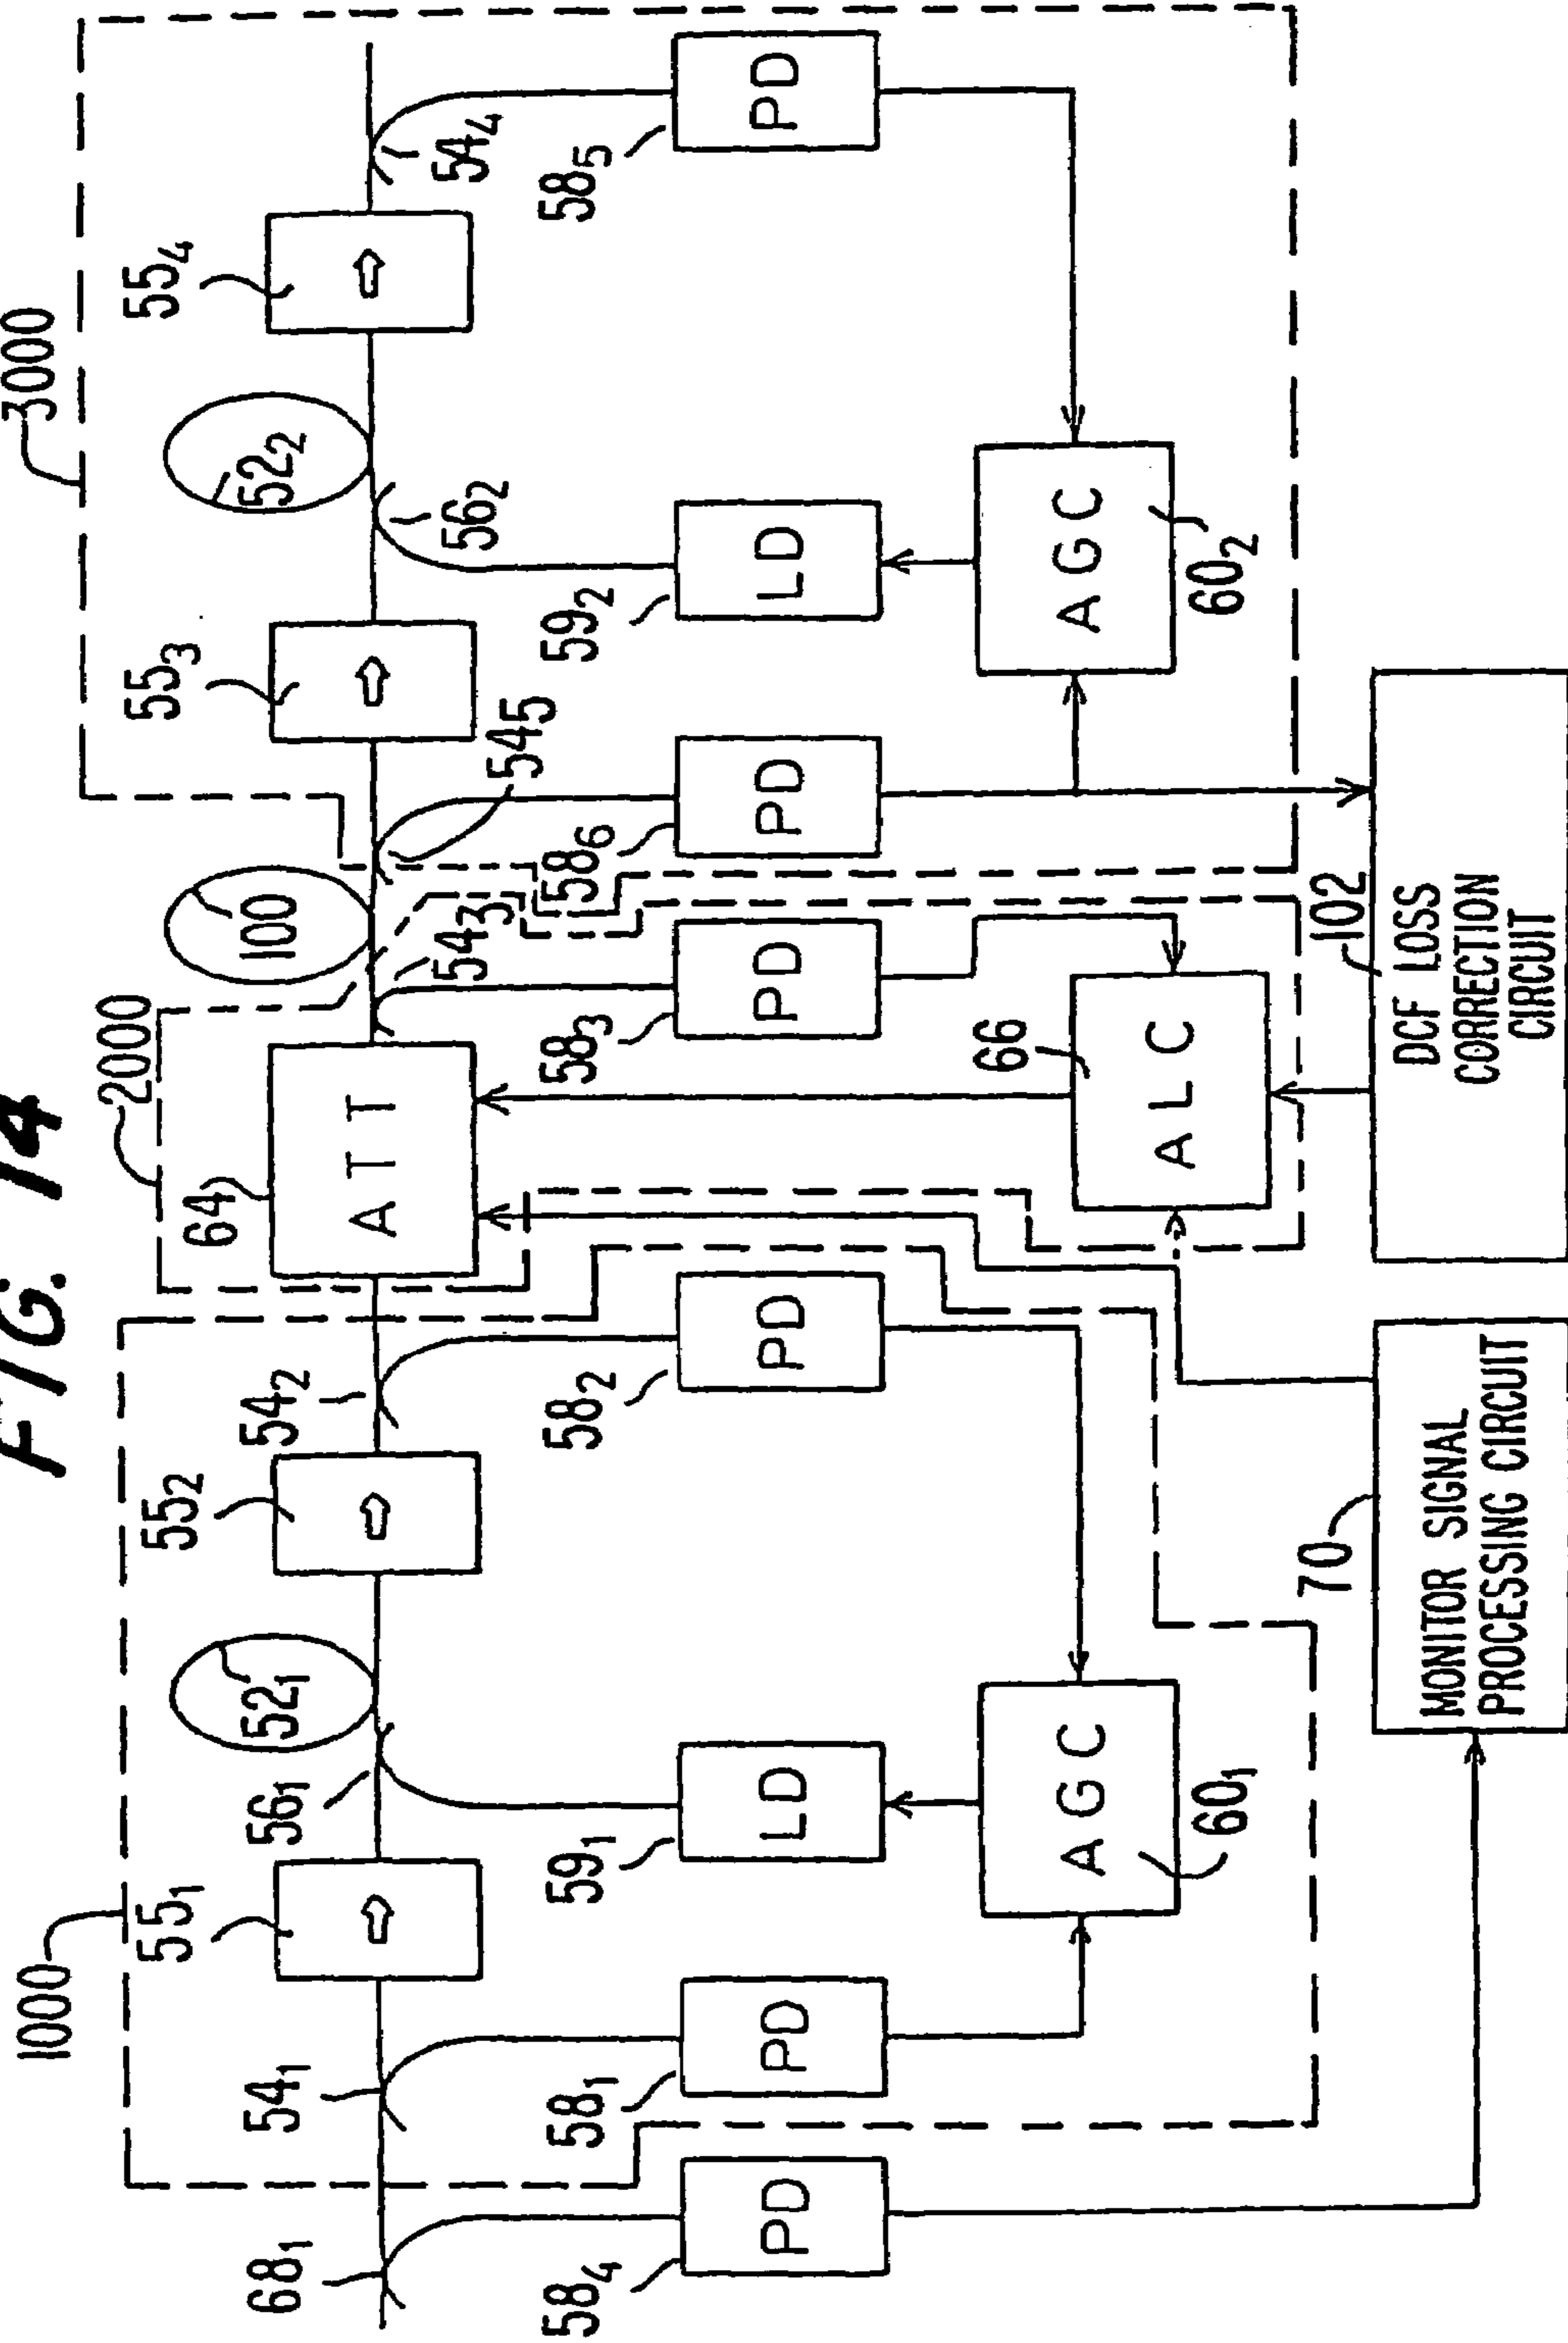 FIG. 14
3000
2000
1000
68₁
54₁
55₁
56₁
52₁
55₂
54₂
64
ATT
54₃
100
54₅
55₃
56₂
52₂
55₄
54₄
58₄
PD
58₁
PD
59₁
LD
58₂
PD
58₃
PD
58₆
PD
59₂
LD
58₅
PD
AGC
60₁
66
ALC
AGC
60₂
70
MONITOR SIGNAL
PROCESSING CIRCUIT
102
DCF LOSS
CORRECTION
CIRCUIT